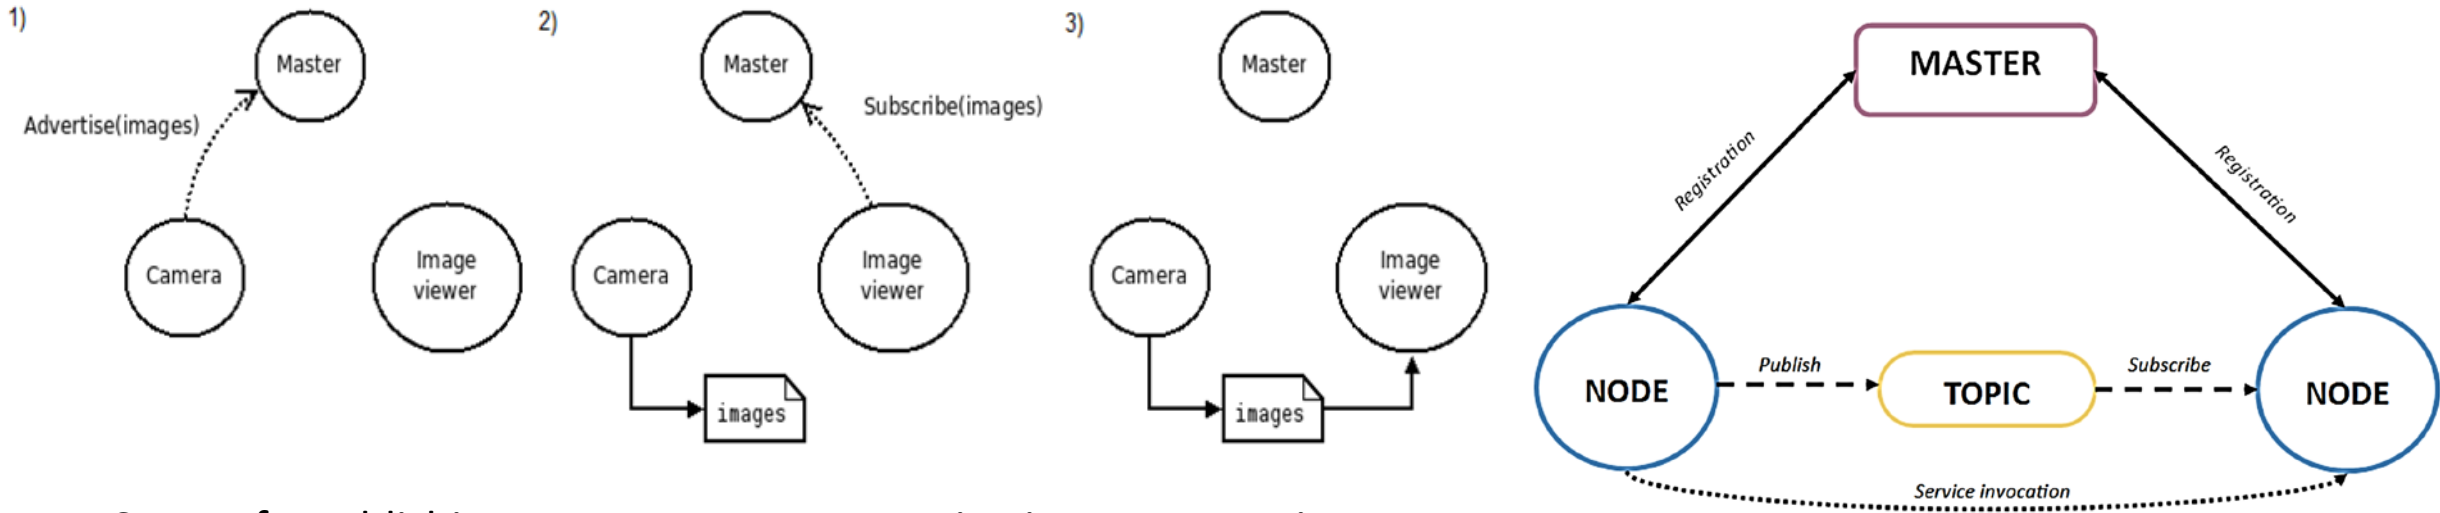 1)
Master
Advertise(images)
Camera
Image
viewer
2)
Master
Subscribe(images)
Camera
Image
viewer
images
3)
Master
Camera
Image
viewer
images
MASTER
Registration
Registration
NODE
Publish
TOPIC
Subscribe
NODE
Service invocation